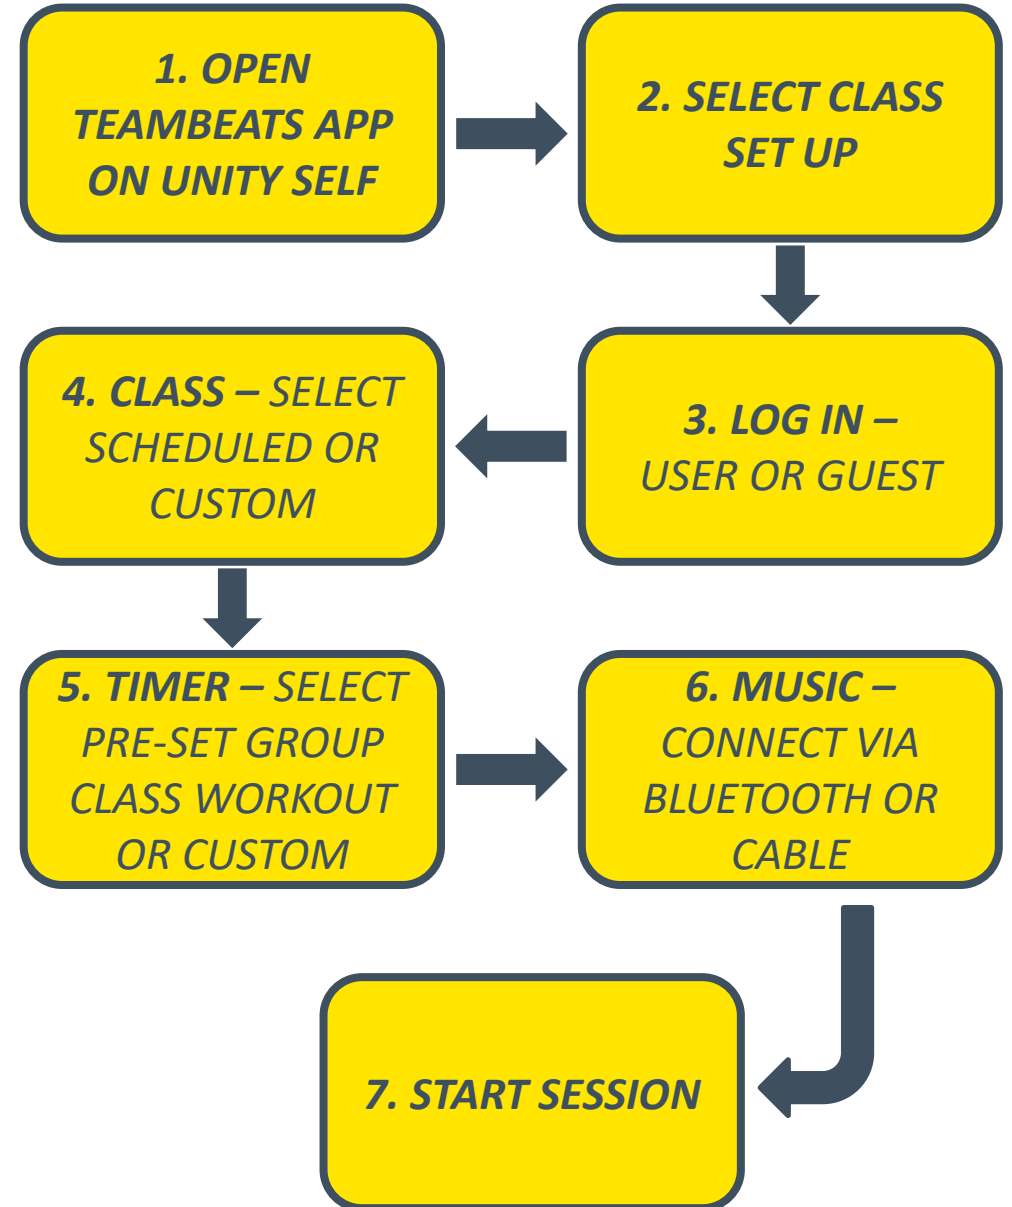 1. OPEN
TEAMBEATS APP
ON UNITY SELF
2. SELECT CLASS
SET UP
3. LOG IN –
USER OR GUEST
4. CLASS – SELECT
SCHEDULED OR
CUSTOM
5. TIMER – SELECT
PRE-SET GROUP
CLASS WORKOUT
OR CUSTOM
6. MUSIC –
CONNECT VIA
BLUETOOTH OR
CABLE
7. START SESSION